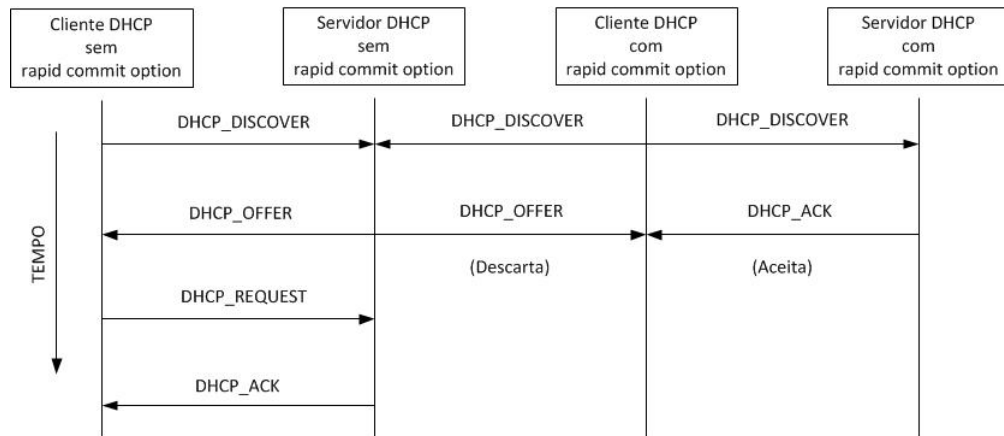 Cliente DHCP
sem
rapid commit option
Servidor DHCP
sem
rapid commit option
Cliente DHCP
com
rapid commit option
Servidor DHCP
com
rapid commit option
DHCP_DISCOVER
DHCP_DISCOVER
DHCP_DISCOVER
DHCP_OFFER
DHCP_OFFER
DHCP_ACK
TEMPO
(Descarta)
(Aceita)
DHCP_REQUEST
DHCP_ACK